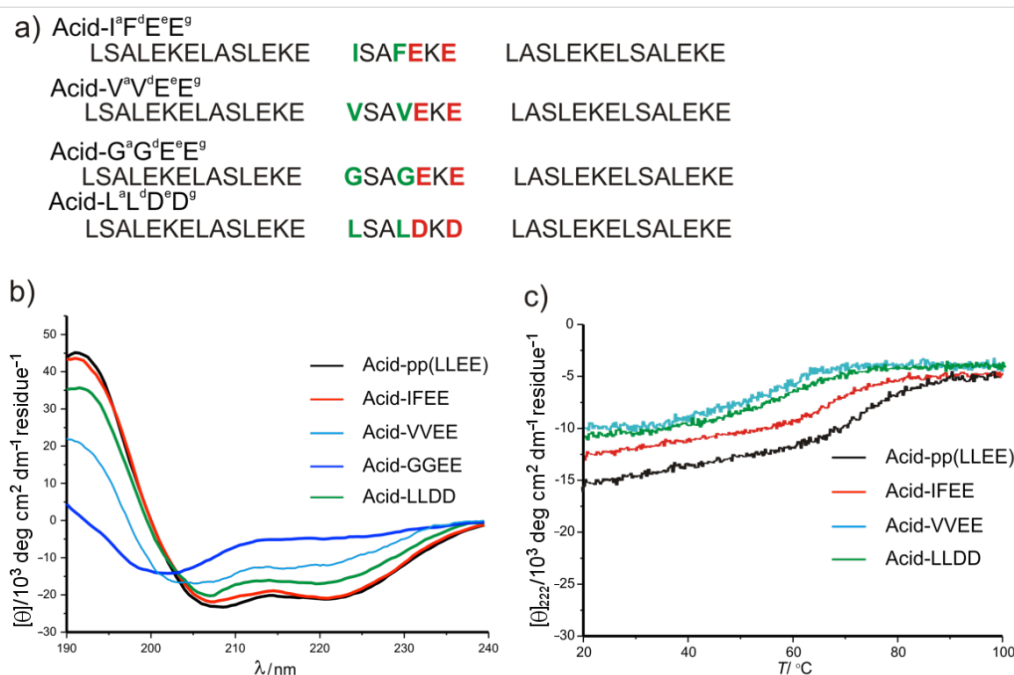 a)
Acid-IᵃFᵈEᵉEᵍ
LSALEKELASLEKE ISAFEKE LASLEKELSALEKE
Acid-VᵃVᵈEᵉEᵍ
LSALEKELASLEKE VSAVEKE LASLEKELSALEKE
Acid-GᵃGᵈEᵉEᵍ
LSALEKELASLEKE GSAGEKE LASLEKELSALEKE
Acid-LᵃLᵈDᵉDᵍ
LSALEKELASLEKE LSALDKD LASLEKELSALEKE
b)
[θ]/10³ deg cm² dm⁻¹ residue⁻¹
50
40
30
20
10
0
−10
−20
−30
190 200 210 220 230 240
λ/nm
Acid-pp(LLEE)
Acid-IFEE
Acid-VVEE
Acid-GGEE
Acid-LLDD
c)
[θ]₂₂₂/10³ deg cm² dm⁻¹ residue⁻¹
0
−5
−10
−15
−20
−25
−30
20 40 60 80 100
T/ °C
Acid-pp(LLEE)
Acid-IFEE
Acid-VVEE
Acid-LLDD